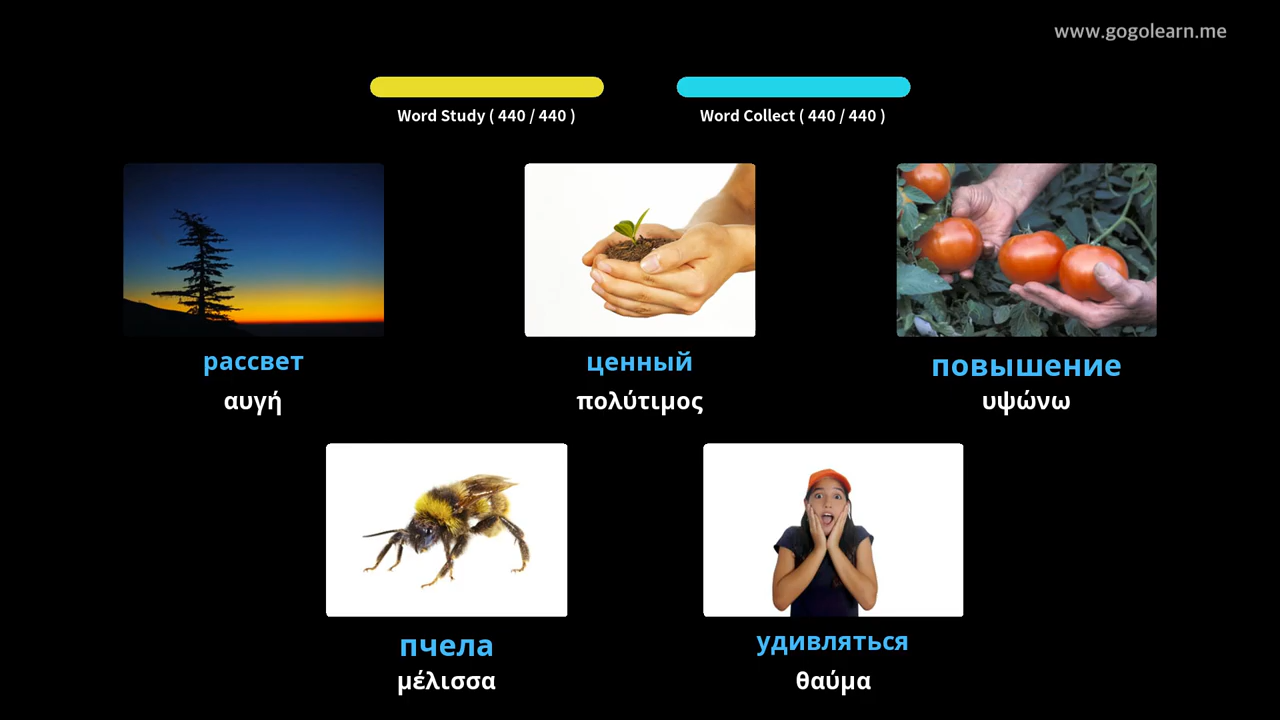 www.gogolearn.me
Word Study ( 440 / 440 )
Word Collect ( 440 / 440 )
рассвет
ценный
повышение
αυγή
πολύτιμος
υψώνω
пчела
удивляться
μέλισσα
θαύμα